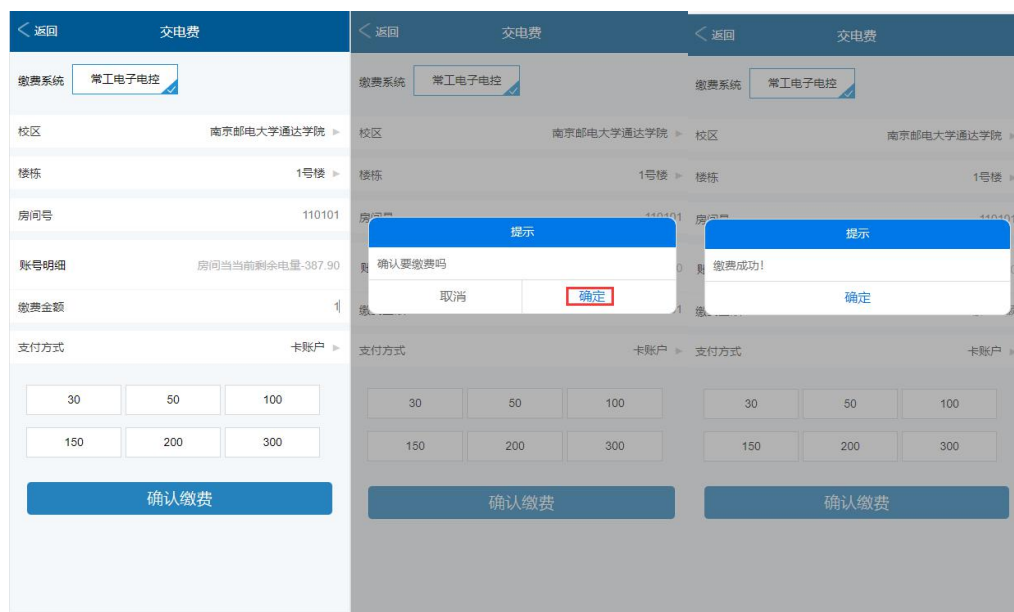 返回 交电费
缴费系统 常工电子电控
校区 南京邮电大学通达学院
楼栋 1号楼
房间号 110101
账号明细 房间当当前剩余电量-387.90
缴费金额 1
支付方式 卡账户
30 50 100
150 200 300
确认缴费
返回 交电费
缴费系统 常工电子电控
校区 南京邮电大学通达学院
楼栋 1号楼
房间号 110101
提示
确认要缴费吗
取消 确定
支付方式 卡账户
30 50 100
150 200 300
确认缴费
返回 交电费
缴费系统 常工电子电控
校区 南京邮电大学通达学院
楼栋 1号楼
房间号 110101
提示
缴费成功!
确定
支付方式 卡账户
30 50 100
150 200 300
确认缴费